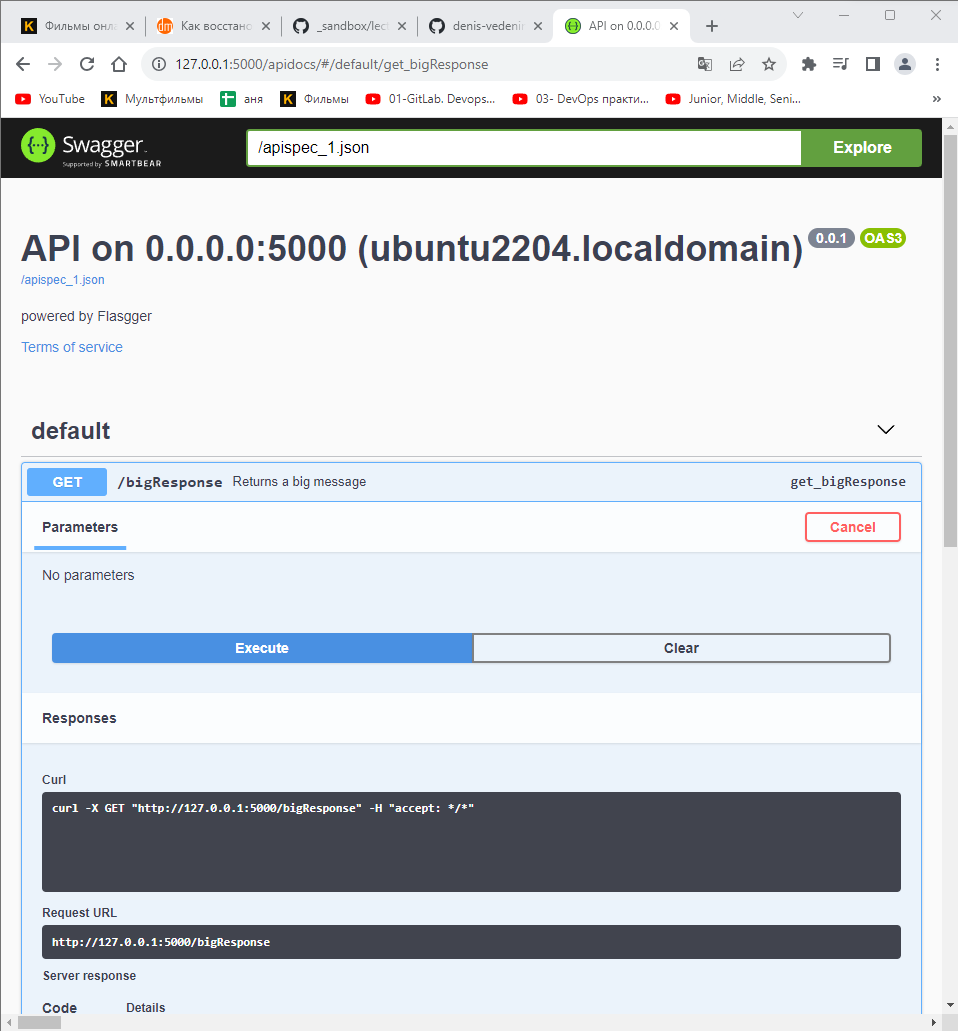 Фильмы онл
Как восстано
_sandbox/lect
denis-vedenin
API on 0.0.0.0
127.0.0.1:5000/apidocs/#/default/get_bigResponse
YouTube
Мультфильмы
аня
Фильмы
01-GitLab. Devops...
03- DevOps практи...
Junior, Middle, Seni...
»
Swagger
Supported by SMARTBEAR
/apispec_1.json
Explore
API on 0.0.0.0:5000 (ubuntu2204.localdomain) 0.0.1 OAS3
/apispec_1.json
powered by Flasgger
Terms of service
default
GET /bigResponse Returns a big message get_bigResponse
Parameters
Cancel
No parameters
Execute
Clear
Responses
Curl
curl -X GET "http://127.0.0.1:5000/bigResponse" -H "accept: */*"
Request URL
http://127.0.0.1:5000/bigResponse
Server response
Code Details